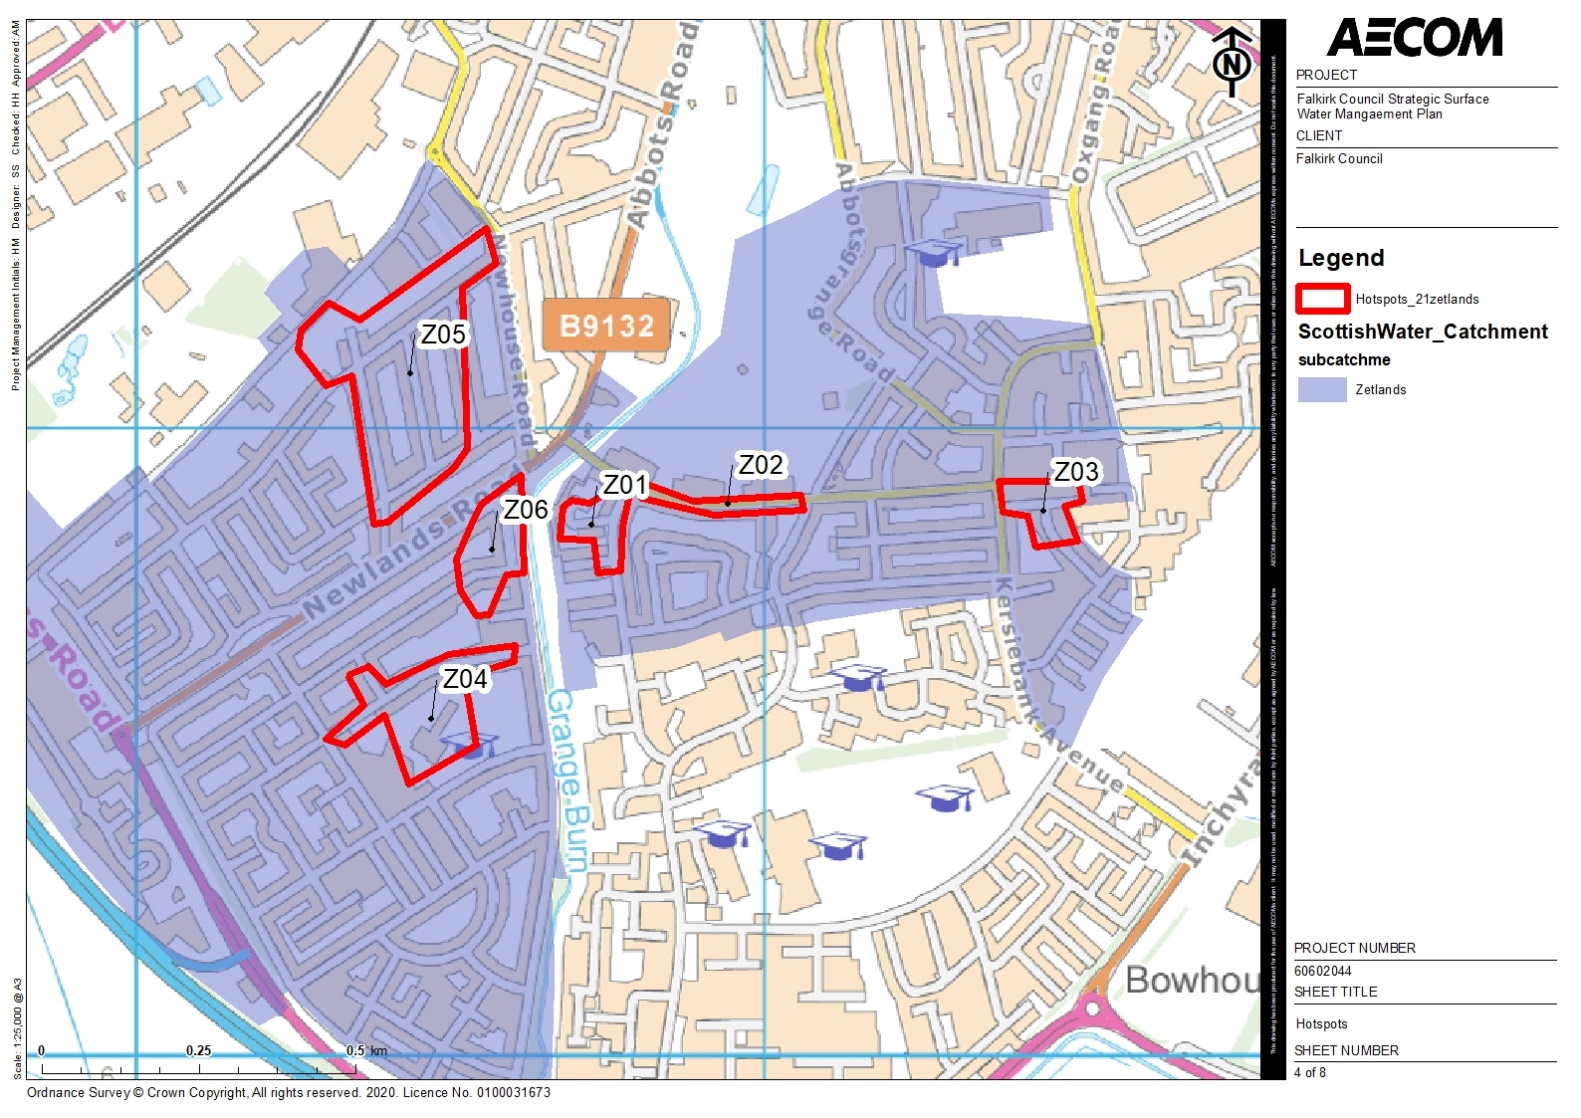 AECOM
PROJECT
Falkirk Council Strategic Surface
Water Mangaement Plan
CLIENT
Falkirk Council
Legend
Hotspots_21zetlands
ScottishWater_Catchment
subcatchme
Zetlands
PROJECT NUMBER
60602044
SHEET TITLE
Hotspots
SHEET NUMBER
4 of 8
Project Management Initials: HM Designer: SS Checked: HH Approved: AM
Scale: 1:25,000 @ A3
N
Abbots Road
Oxgang Road
Abbotsgrange Road
Newhouse Road
B9132
Z05
Z02
Z03
Z01
Z06
Newlands Road
Z04
s Road
Grange Burn
Kersiebank Avenue
Inchyra
Bowhou
0 0.25 0.5 km
Ordnance Survey © Crown Copyright, All rights reserved. 2020. Licence No. 0100031673